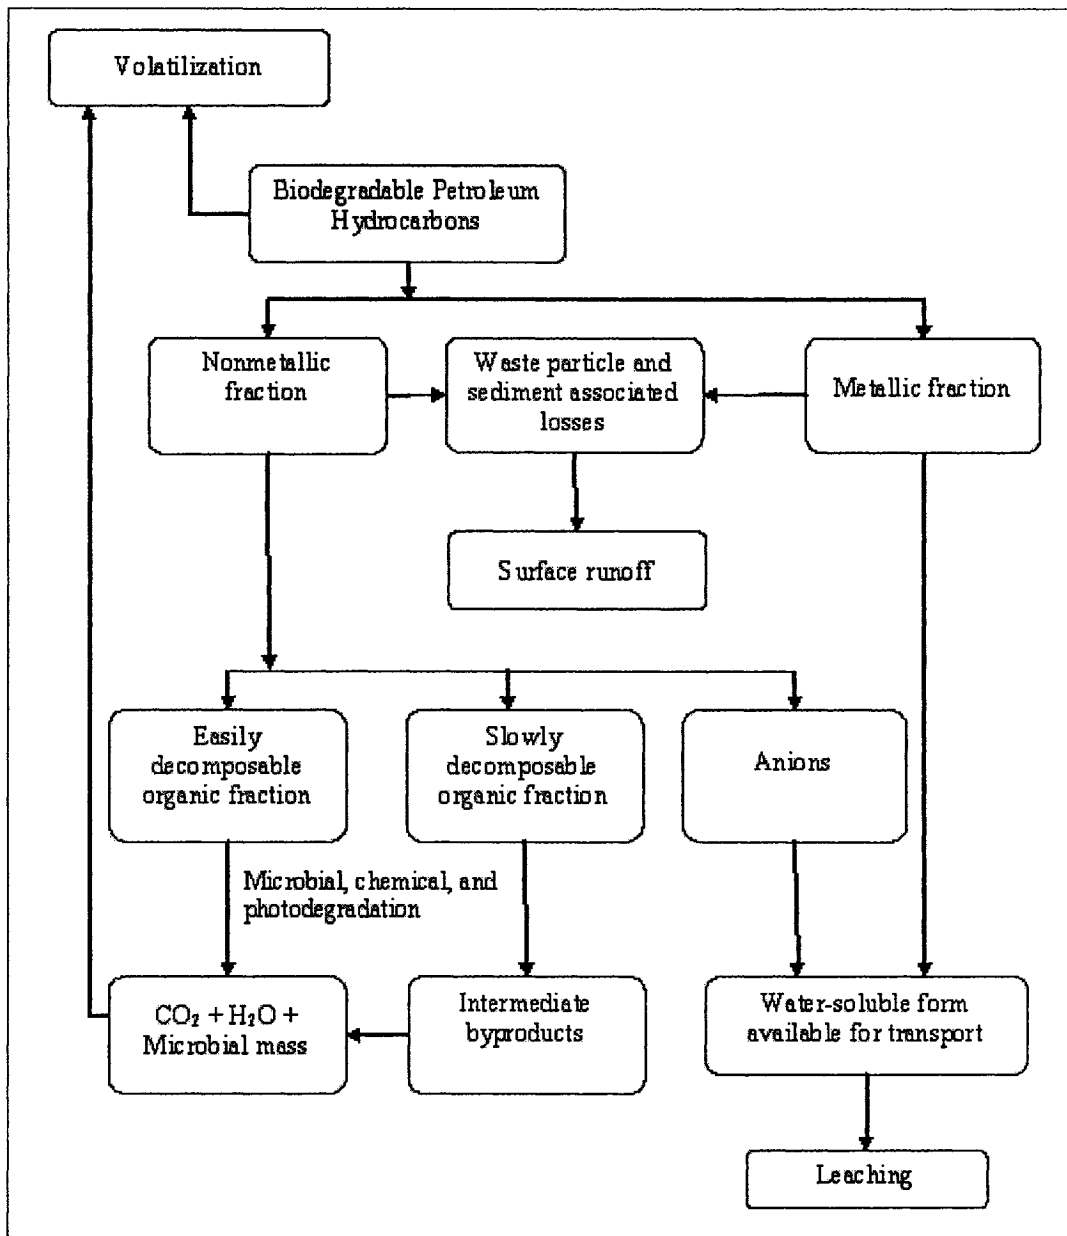 Volatilization
Biodegradable Petroleum
Hydrocarbons
Nonmetallic
fraction
Waste particle and
sediment associated
losses
Metallic fraction
Surface runoff
Easily
decomposable
organic fraction
Slowly
decomposable
organic fraction
Anions
Microbial, chemical, and
photodegradation
CO₂ + H₂O +
Microbial mass
Intermediate
byproducts
Water-soluble form
available for transport
Leaching